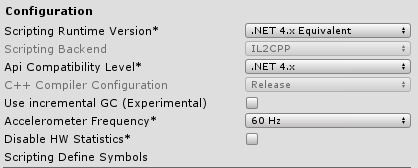 Configuration
Scripting Runtime Version* .NET 4.x Equivalent
Scripting Backend IL2CPP
Api Compatibility Level* .NET 4.x
C++ Compiler Configuration Release
Use incremental GC (Experimental)
Accelerometer Frequency* 60 Hz
Disable HW Statistics*
Scripting Define Symbols